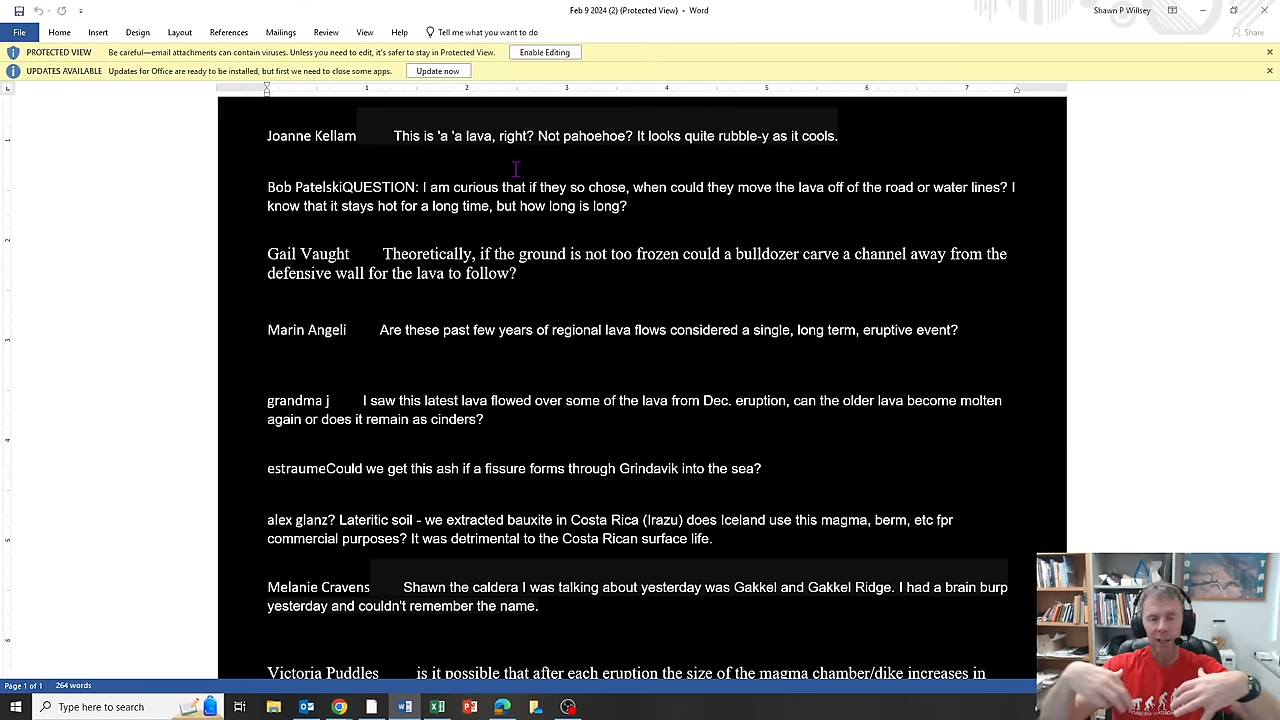 Feb 9 2024 (2) (Protected View) - Word
Shawn P Willsey
File Home Insert Design Layout References Mailings Review View Help Tell me what you want to do Share
PROTECTED VIEW Be careful—email attachments can contain viruses. Unless you need to edit, it's safer to stay in Protected View. Enable Editing
UPDATES AVAILABLE Updates for Office are ready to be installed, but first we need to close some apps. Update now
1 2 3 4 5 6 7
Joanne Kellam This is 'a 'a lava, right? Not pahoehoe? It looks quite rubble-y as it cools.
Bob PatelskiQUESTION: I am curious that if they so chose, when could they move the lava off of the road or water lines? I
know that it stays hot for a long time, but how long is long?
Gail Vaught Theoretically, if the ground is not too frozen could a bulldozer carve a channel away from the
defensive wall for the lava to follow?
Marin Angeli Are these past few years of regional lava flows considered a single, long term, eruptive event?
grandma j I saw this latest lava flowed over some of the lava from Dec. eruption, can the older lava become molten
again or does it remain as cinders?
estraumeCould we get this ash if a fissure forms through Grindavik into the sea?
alex glanz? Lateritic soil - we extracted bauxite in Costa Rica (Irazu) does Iceland use this magma, berm, etc fpr
commercial purposes? It was detrimental to the Costa Rican surface life.
Melanie Cravens Shawn the caldera I was talking about yesterday was Gakkel and Gakkel Ridge. I had a brain burp
yesterday and couldn't remember the name.
Victoria Puddles is it possible that after each eruption the size of the magma chamber/dike increases in
Page 1 of 1 264 words
Type here to search